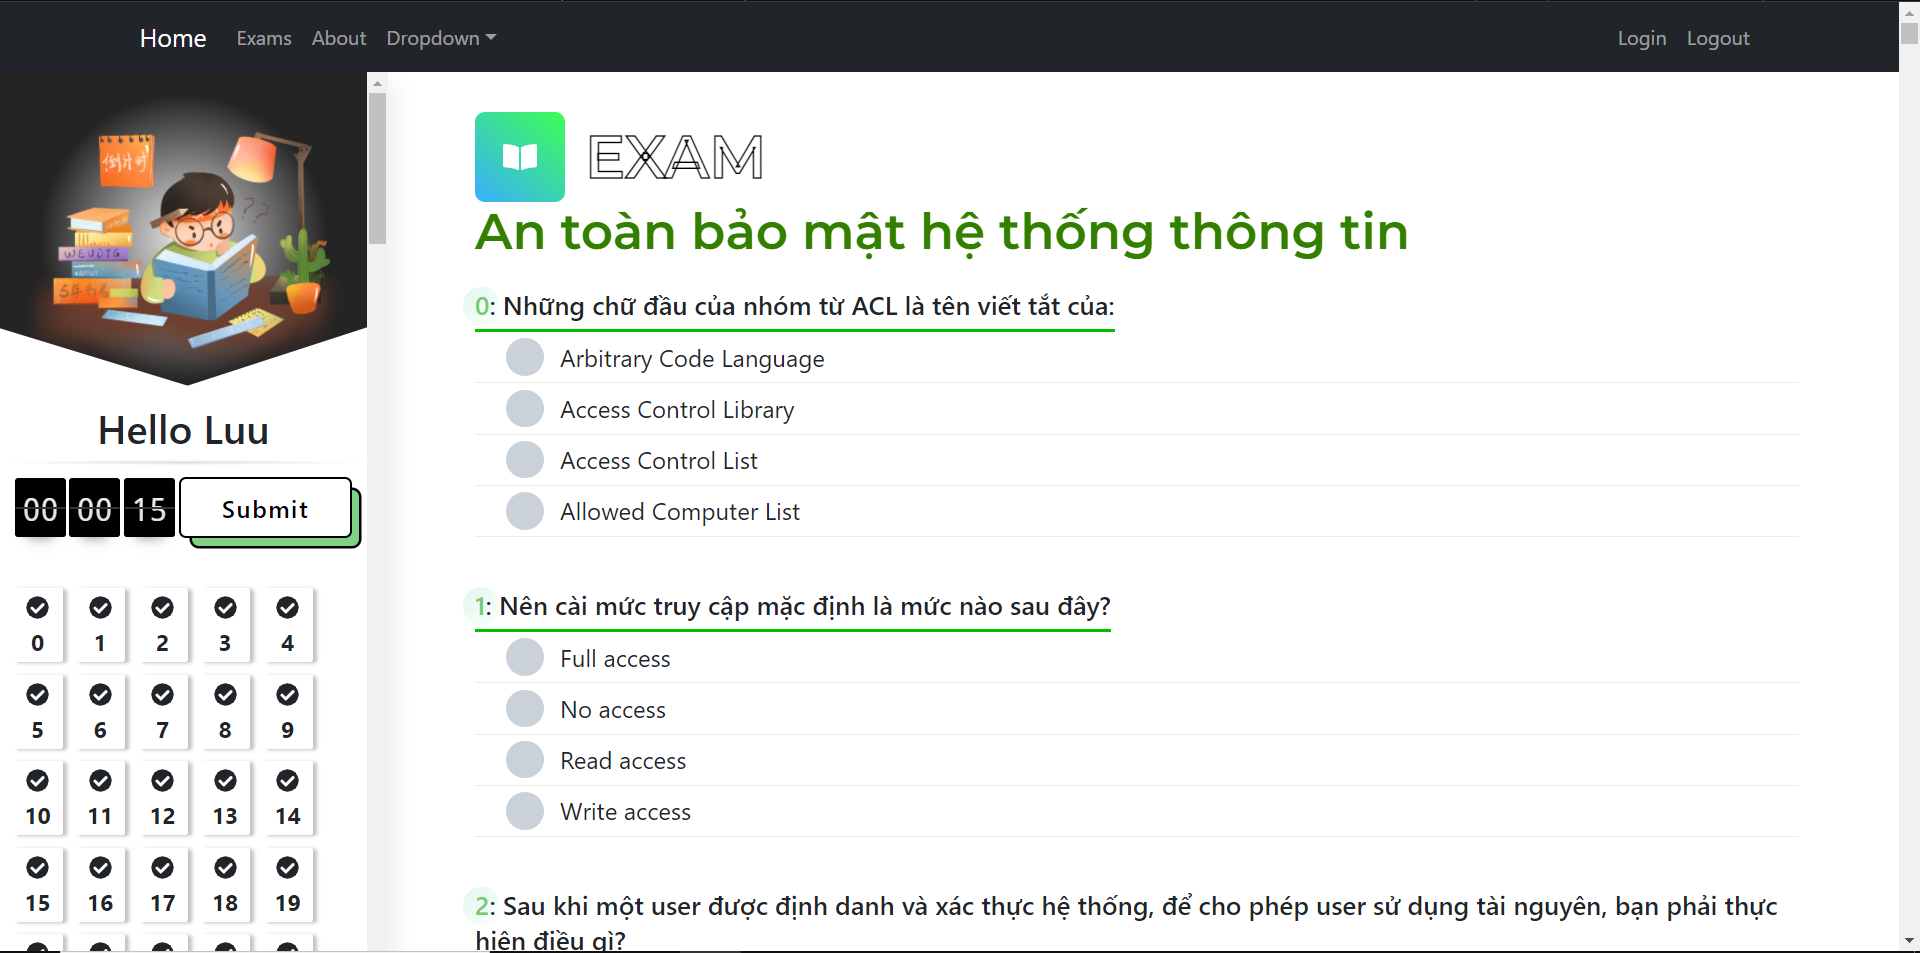 Home Exams About Dropdown Login Logout
倒计时
WEUDIG
EXAM
An toàn bảo mật hệ thống thông tin
Hello Luu
00 00 15 Submit
0 1 2 3 4
5 6 7 8 9
10 11 12 13 14
15 16 17 18 19
0: Những chữ đầu của nhóm từ ACL là tên viết tắt của:
Arbitrary Code Language
Access Control Library
Access Control List
Allowed Computer List
1: Nên cài mức truy cập mặc định là mức nào sau đây?
Full access
No access
Read access
Write access
2: Sau khi một user được định danh và xác thực hệ thống, để cho phép user sử dụng tài nguyên, bạn phải thực
hiện điều gì?